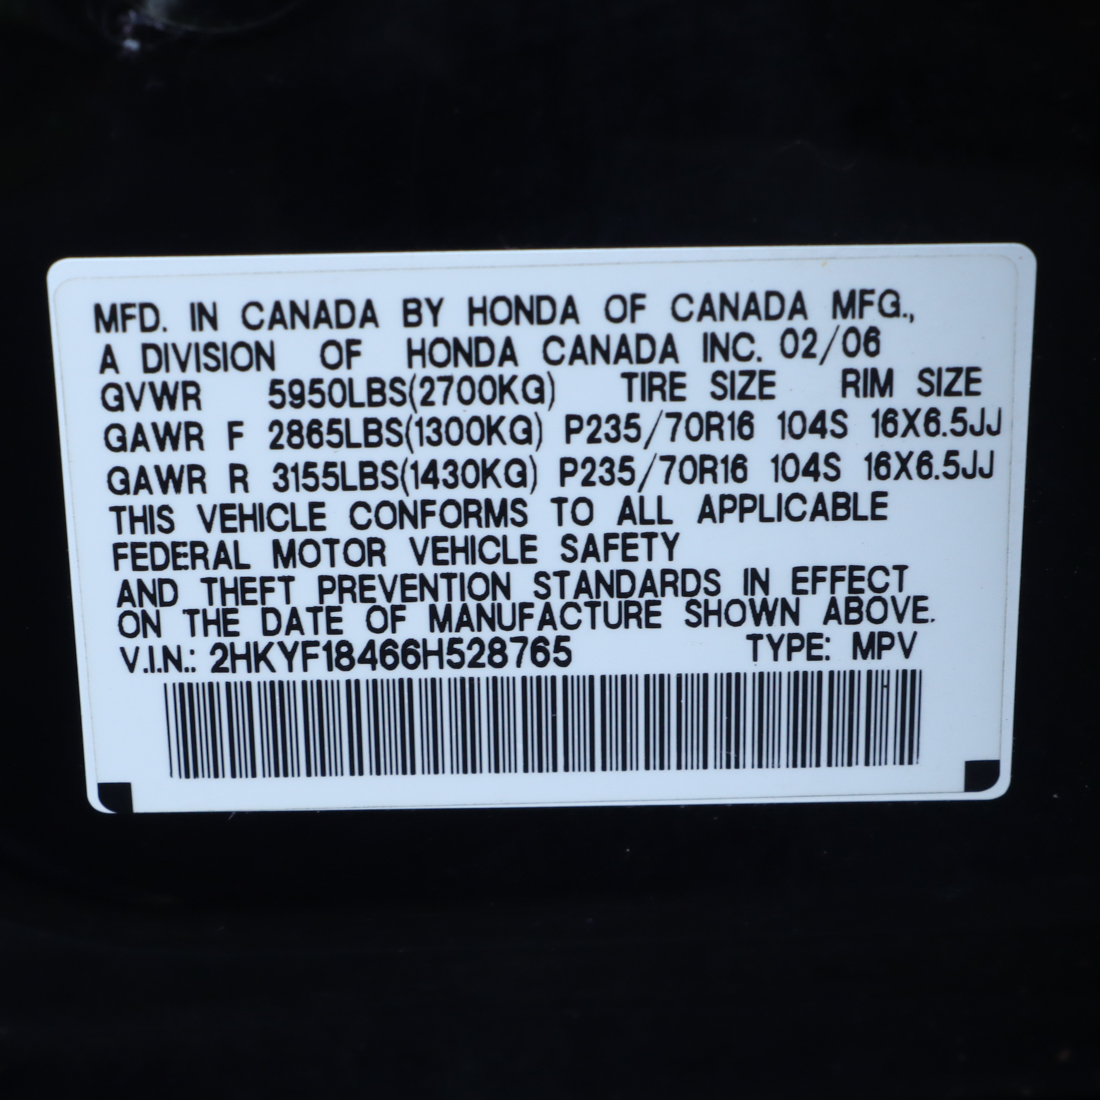 MFD. IN CANADA BY HONDA OF CANADA MFG.,
A DIVISION OF HONDA CANADA INC. 02/06
GVWR 5950LBS(2700KG) TIRE SIZE RIM SIZE
GAWR F 2865LBS(1300KG) P235/70R16 104S 16X6.5JJ
GAWR R 3155LBS(1430KG) P235/70R16 104S 16X6.5JJ
THIS VEHICLE CONFORMS TO ALL APPLICABLE
FEDERAL MOTOR VEHICLE SAFETY
AND THEFT PREVENTION STANDARDS IN EFFECT
ON THE DATE OF MANUFACTURE SHOWN ABOVE.
V.I.N.: 2HKYF18466H528765 TYPE: MPV